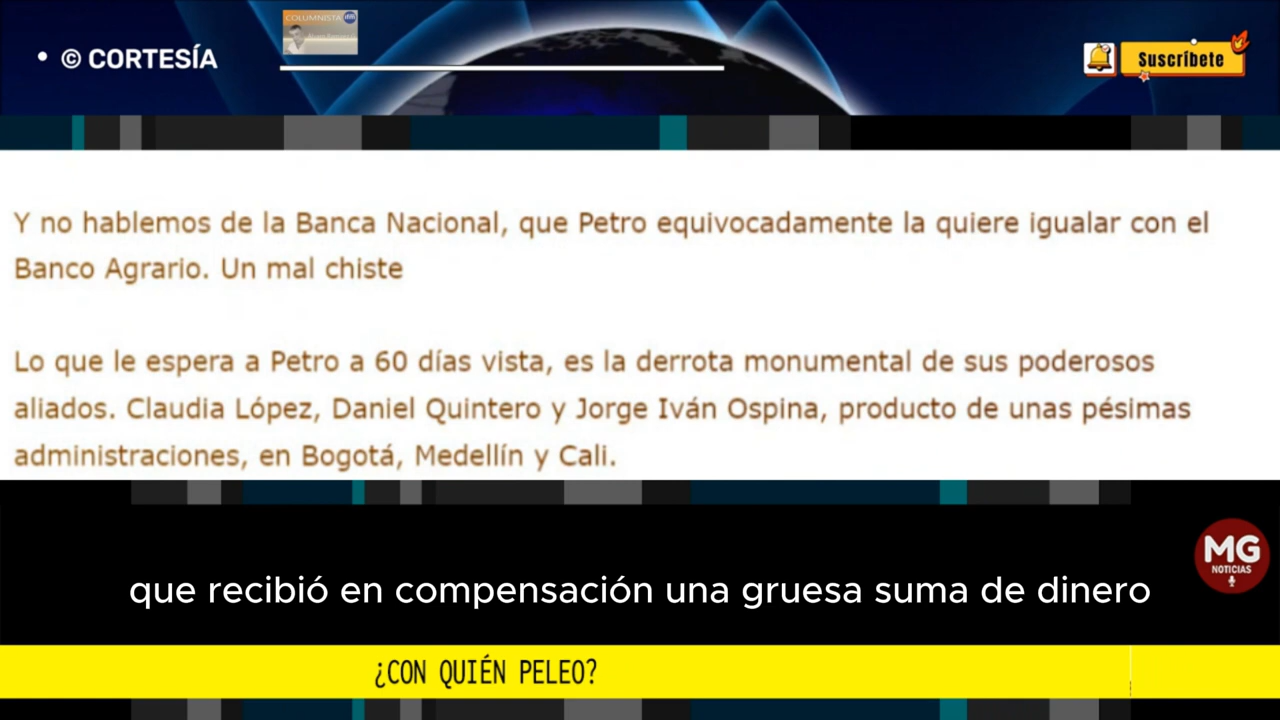 COLUMNISTA
• © CORTESÍA
Suscríbete
Y no hablemos de la Banca Nacional, que Petro equivocadamente la quiere igualar con el
Banco Agrario. Un mal chiste
Lo que le espera a Petro a 60 días vista, es la derrota monumental de sus poderosos
aliados. Claudia López, Daniel Quintero y Jorge Iván Ospina, producto de unas pésimas
administraciones, en Bogotá, Medellín y Cali.
MG
NOTICIAS
que recibió en compensación una gruesa suma de dinero
¿CON QUIÉN PELEO?